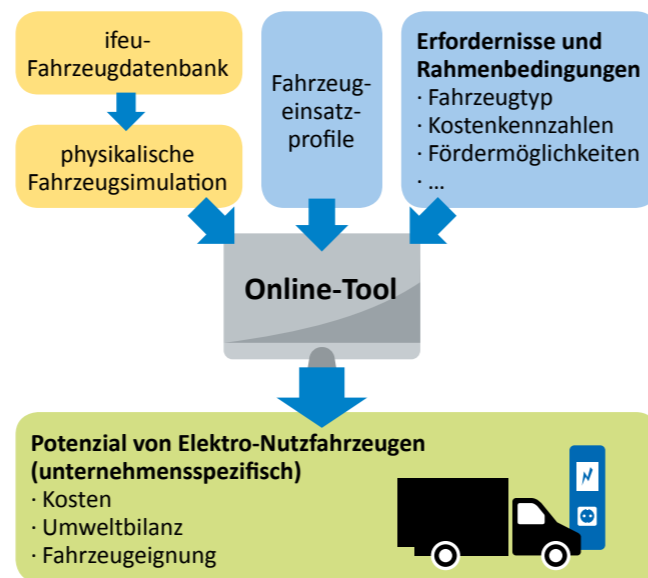 ifeu-
Fahrzeugdatenbank
physikalische
Fahrzeugsimulation
Fahrzeug-
einsatz-
profile
Erfordernisse und
Rahmenbedingungen
· Fahrzeugtyp
· Kostenkennzahlen
· Fördermöglichkeiten
· ...
Online-Tool
Potenzial von Elektro-Nutzfahrzeugen
(unternehmensspezifisch)
· Kosten
· Umweltbilanz
· Fahrzeugeignung